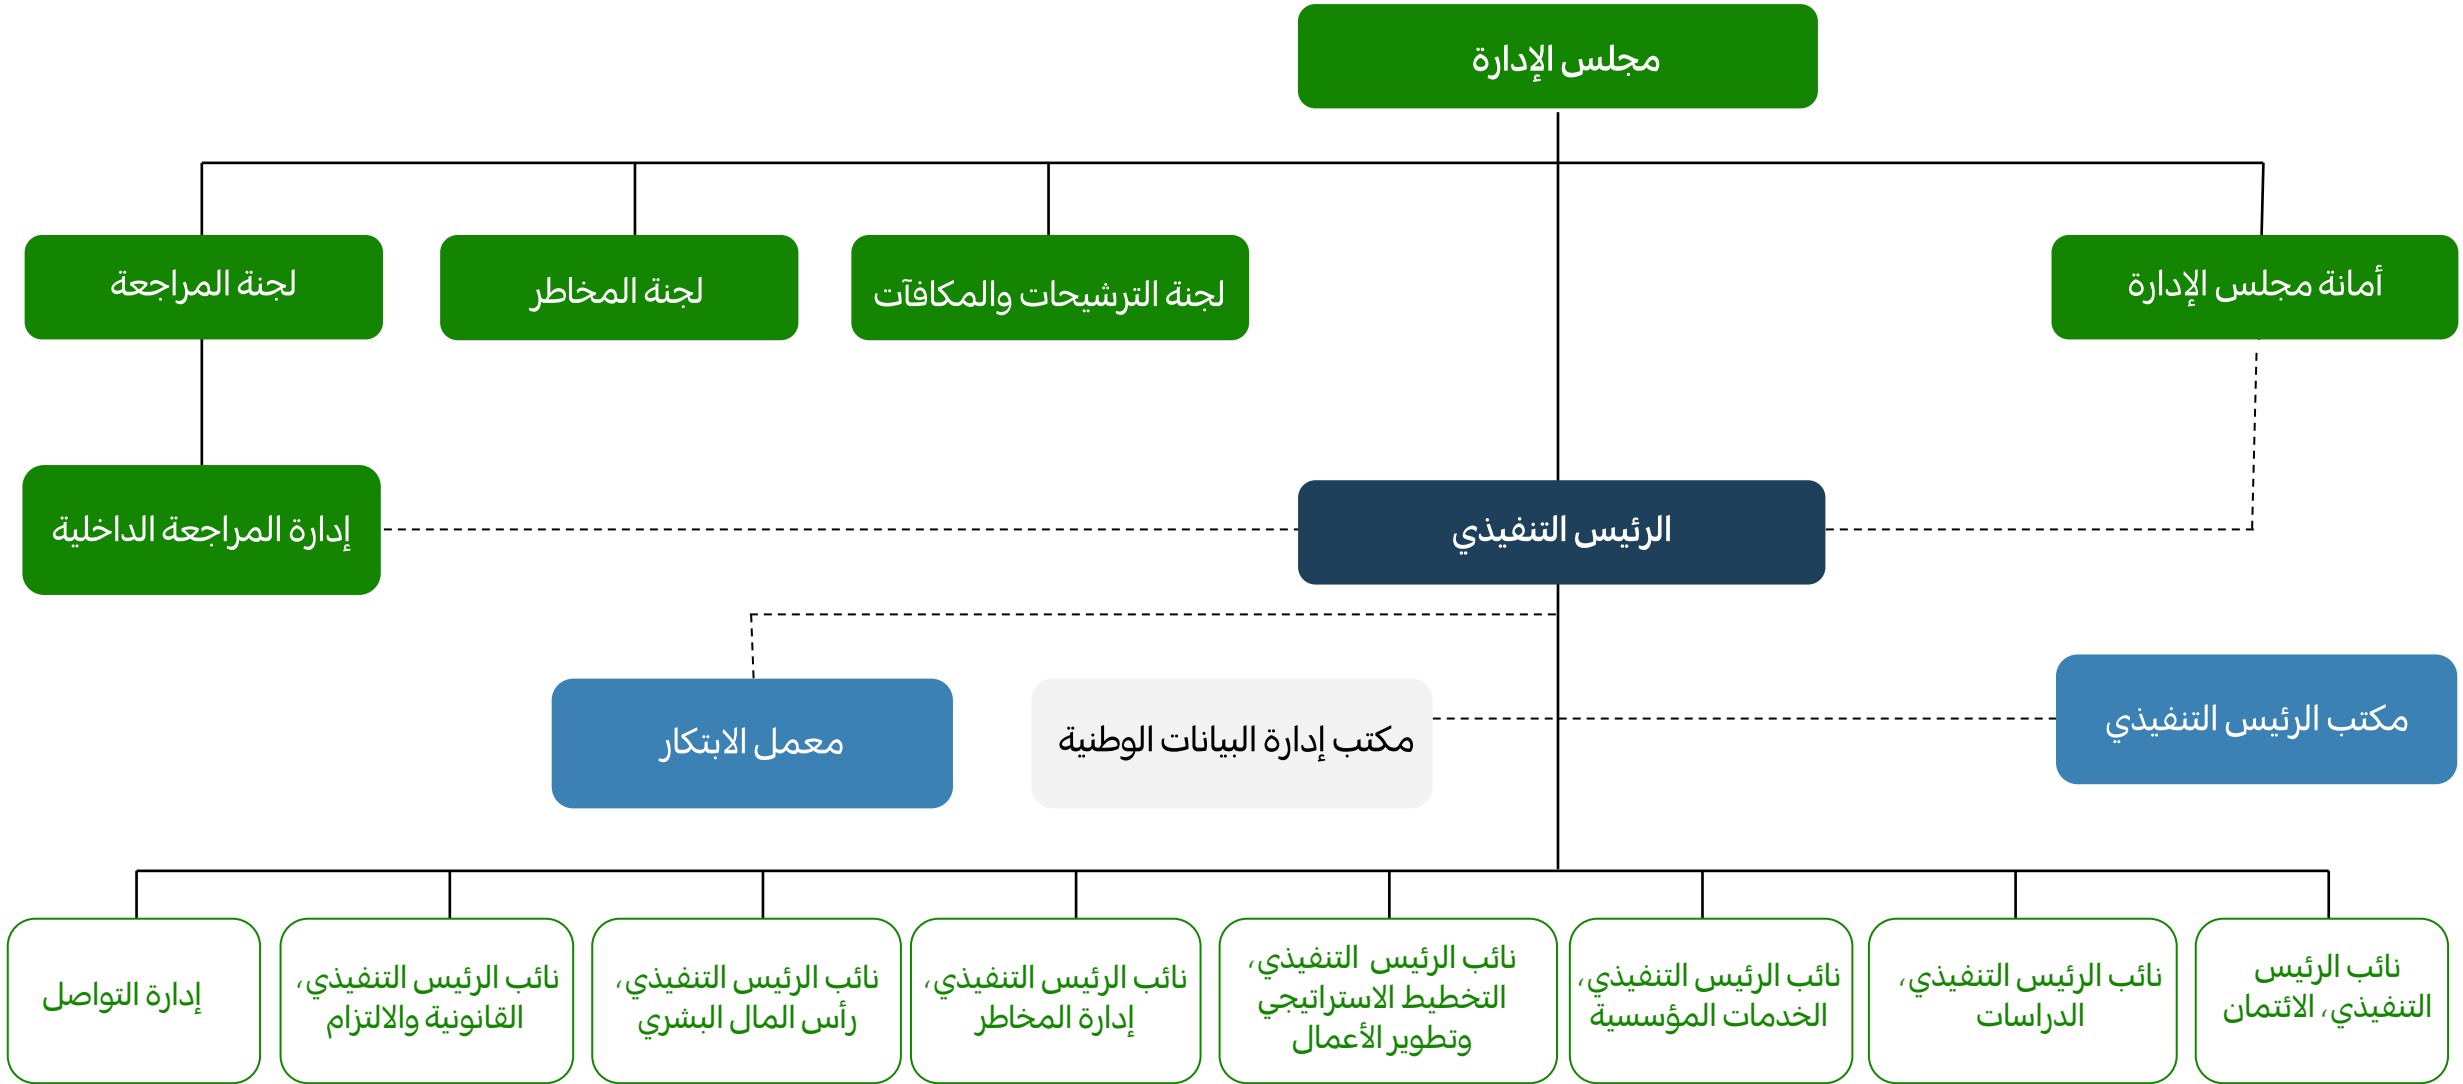 مجلس الإدارة
أمانة مجلس الإدارة
لجنة الترشيحات والمكافآت
لجنة المخاطر
لجنة المراجعة
الرئيس التنفيذي
إدارة المراجعة الداخلية
مكتب الرئيس التنفيذي
مكتب إدارة البيانات الوطنية
معمل الابتكار
نائب الرئيس
التنفيذي، الائتمان
نائب الرئيس التنفيذي،
الدراسات
نائب الرئيس التنفيذي،
الخدمات المؤسسية
نائب الرئيس التنفيذي،
التخطيط الاستراتيجي
وتطوير الأعمال
نائب الرئيس التنفيذي،
إدارة المخاطر
نائب الرئيس التنفيذي،
رأس المال البشري
نائب الرئيس التنفيذي،
القانونية والالتزام
إدارة التواصل